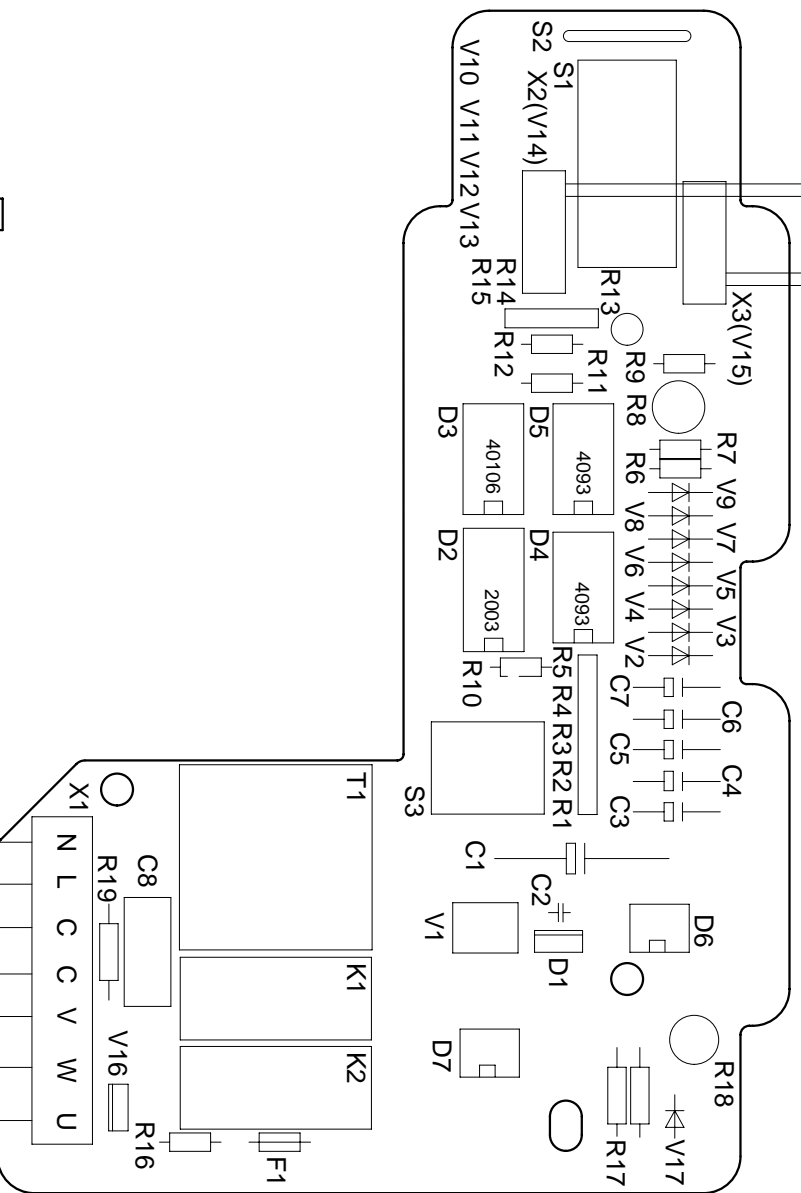 S2
S1
X2(V14)
V10 V11 V12 V13
X3(V15)
R13
R14
R15
R12
R11
R9
R8
R7
R6
D3
40106
D5
4093
D2
2003
D4
4093
V9
V8
V7
V6
V5
V4
V3
V2
R10
R5 R4 R3 R2 R1
C7
C6
C5
C4
C3
S3
C1
C2
D1
V1
D6
D7
T1
K1
K2
X1
N L C C V W U
R19
C8
V16
R16
F1
R18
R17
V17